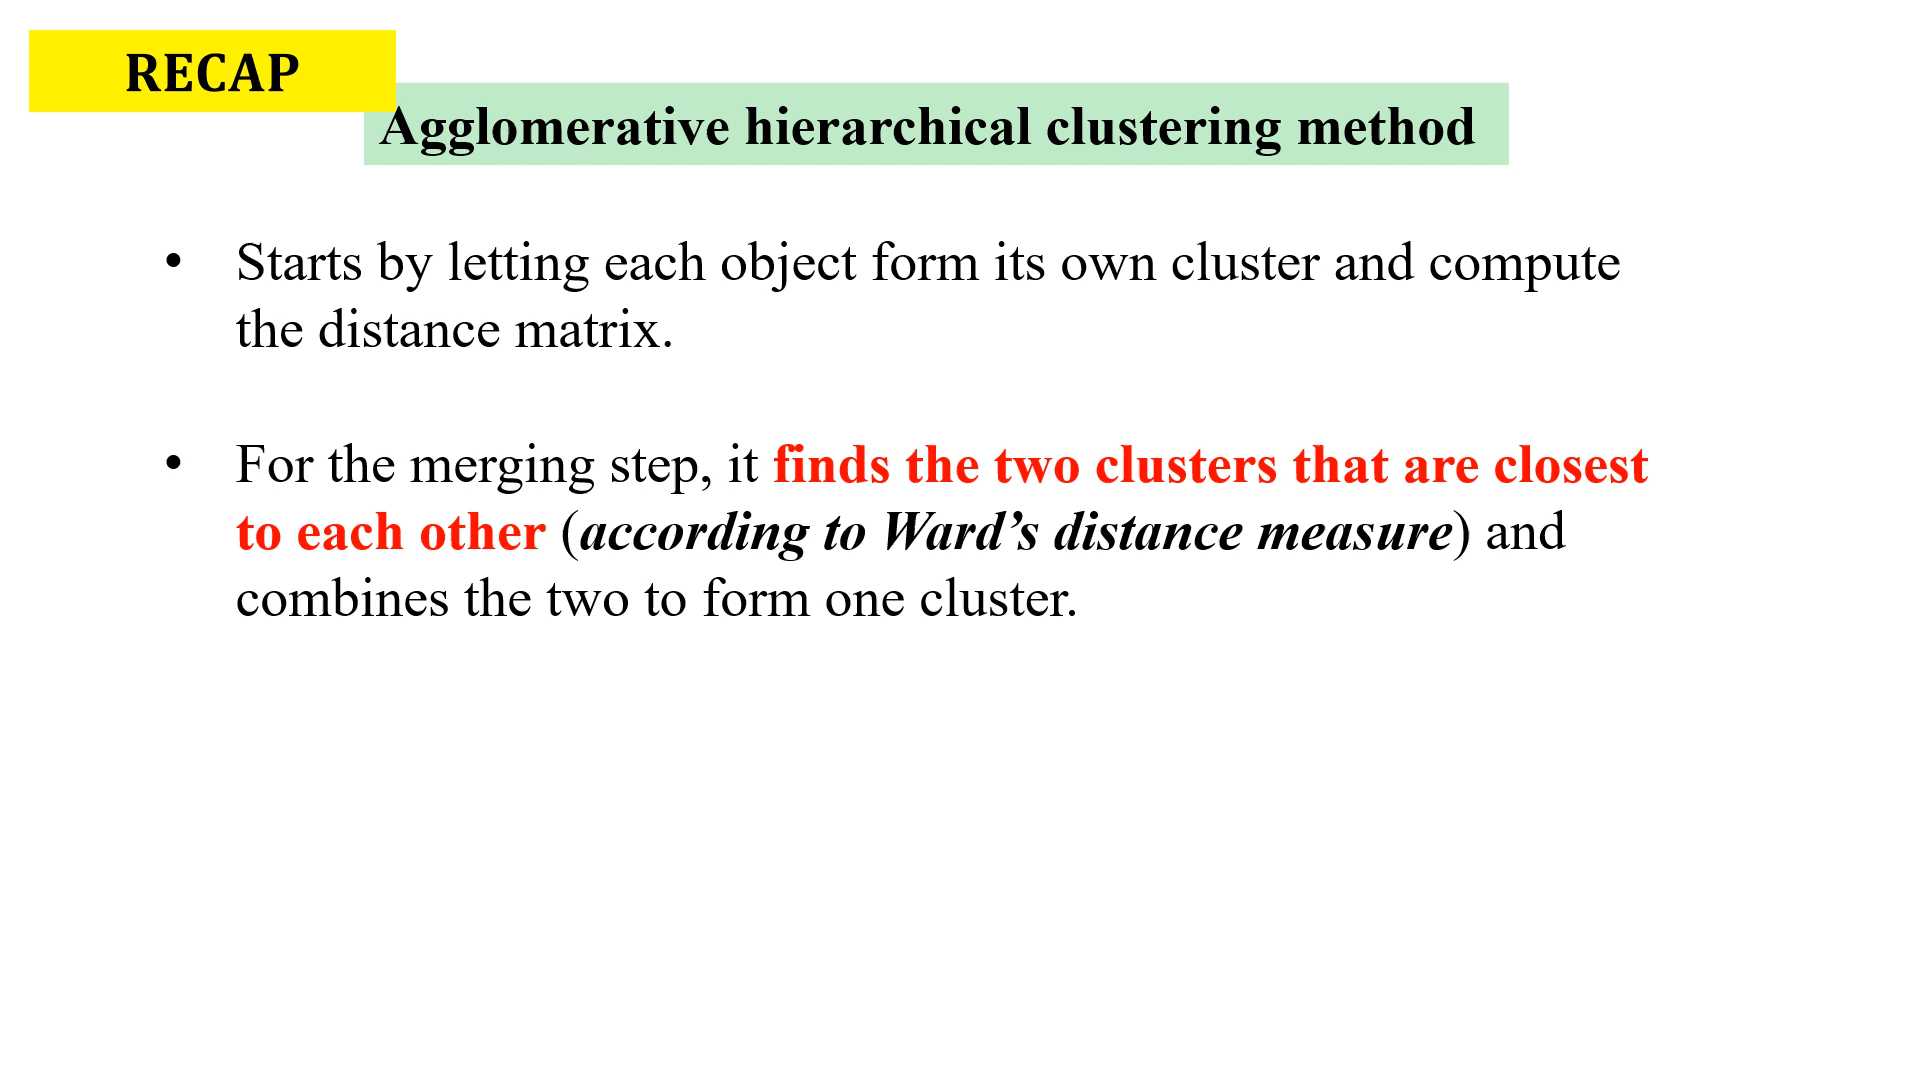 RECAP
Agglomerative hierarchical clustering method
• Starts by letting each object form its own cluster and compute
the distance matrix.
• For the merging step, it finds the two clusters that are closest
to each other (according to Ward’s distance measure) and
combines the two to form one cluster.